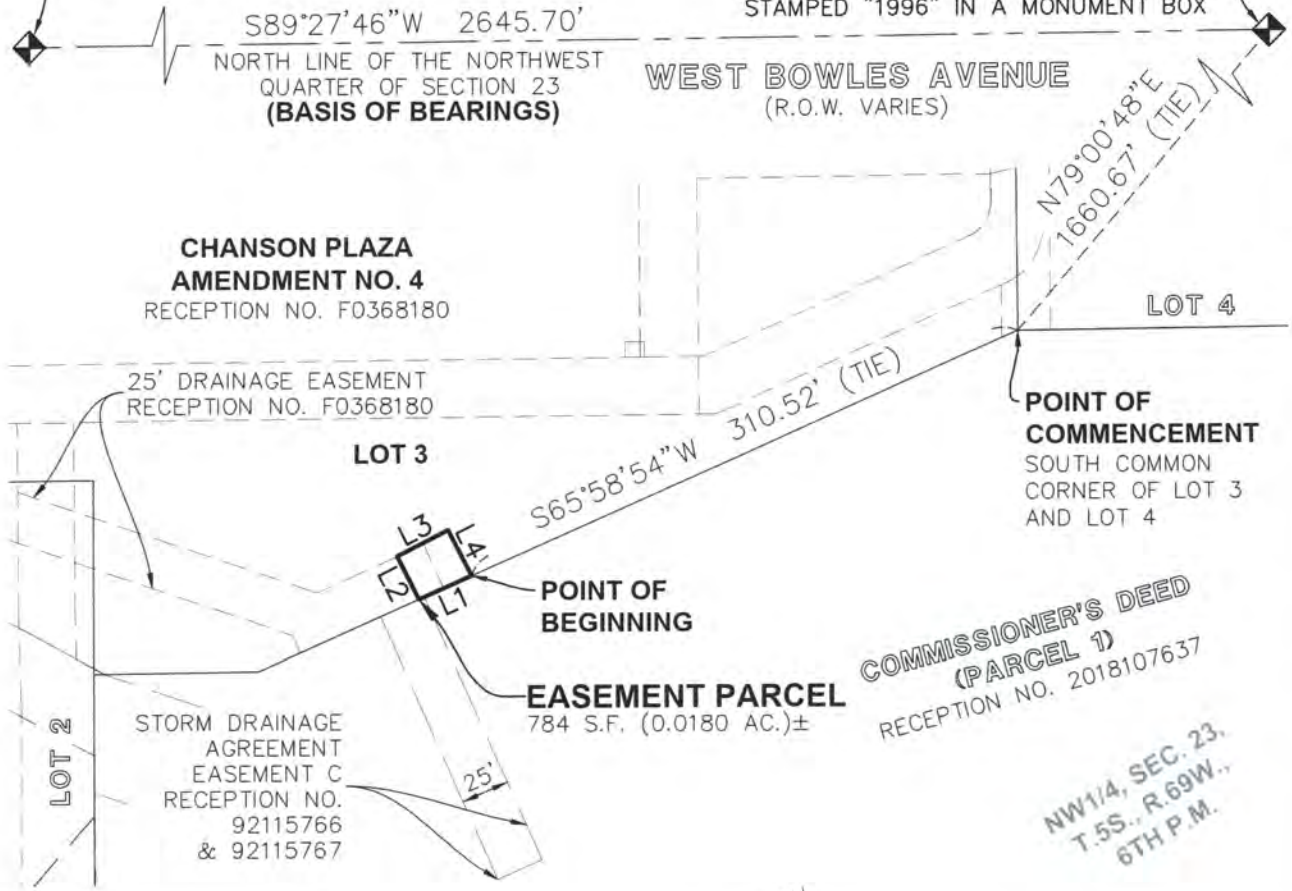 S89°27'46"W 2645.70'
NORTH LINE OF THE NORTHWEST
QUARTER OF SECTION 23
(BASIS OF BEARINGS)
STAMPED "1996" IN A MONUMENT BOX
WEST BOWLES AVENUE
(R.O.W. VARIES)
N79°00'48"E
1660.67' (TIE)
CHANSON PLAZA
AMENDMENT NO. 4
RECEPTION NO. F0368180
LOT 4
25' DRAINAGE EASEMENT
RECEPTION NO. F0368180
LOT 3
S65°58'54"W 310.52' (TIE)
POINT OF
COMMENCEMENT
SOUTH COMMON
CORNER OF LOT 3
AND LOT 4
L3
L4
L2
L1
POINT OF
BEGINNING
EASEMENT PARCEL
784 S.F. (0.0180 AC.)±
COMMISSIONER'S DEED
(PARCEL 1)
RECEPTION NO. 2018107637
LOT 2
STORM DRAINAGE
AGREEMENT
EASEMENT C
RECEPTION NO.
92115766
& 92115767
25'
NW1/4, SEC. 23,
T.5S., R.69W.,
6TH P.M.